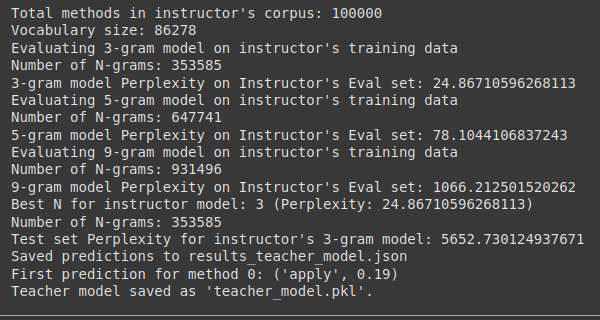 Total methods in instructor's corpus: 100000
Vocabulary size: 86278
Evaluating 3-gram model on instructor's training data
Number of N-grams: 353585
3-gram model Perplexity on Instructor's Eval set: 24.86710596268113
Evaluating 5-gram model on instructor's training data
Number of N-grams: 647741
5-gram model Perplexity on Instructor's Eval set: 78.1044106837243
Evaluating 9-gram model on instructor's training data
Number of N-grams: 931496
9-gram model Perplexity on Instructor's Eval set: 1066.212501520262
Best N for instructor model: 3 (Perplexity: 24.86710596268113)
Number of N-grams: 353585
Test set Perplexity for instructor's 3-gram model: 5652.730124937671
Saved predictions to results_teacher_model.json
First prediction for method 0: ('apply', 0.19)
Teacher model saved as 'teacher_model.pkl'.